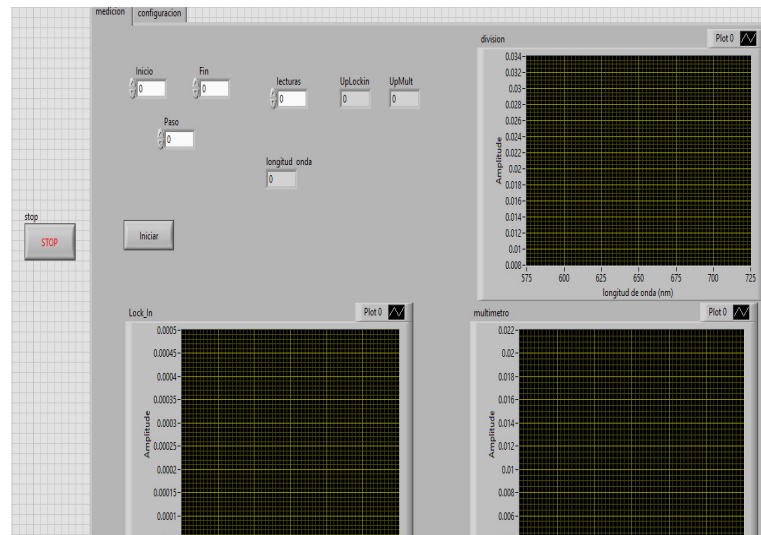 medicion configuracion
division Plot 0
Inicio Fin lecturas UpLockin UpMult
0 0 0 0 0
Paso
0
longitud onda
0
stop
STOP
Iniciar
Amplitude
0.034
0.032
0.03
0.028
0.026
0.024
0.022
0.02
0.018
0.016
0.014
0.012
0.01
0.008
575 600 625 650 675 700 725
longitud de onda (nm)
Lock_In Plot 0
Amplitude
0.0005
0.00045
0.0004
0.00035
0.0003
0.00025
0.0002
0.00015
0.0001
multimetro Plot 0
Amplitude
0.022
0.02
0.018
0.016
0.014
0.012
0.01
0.008
0.006